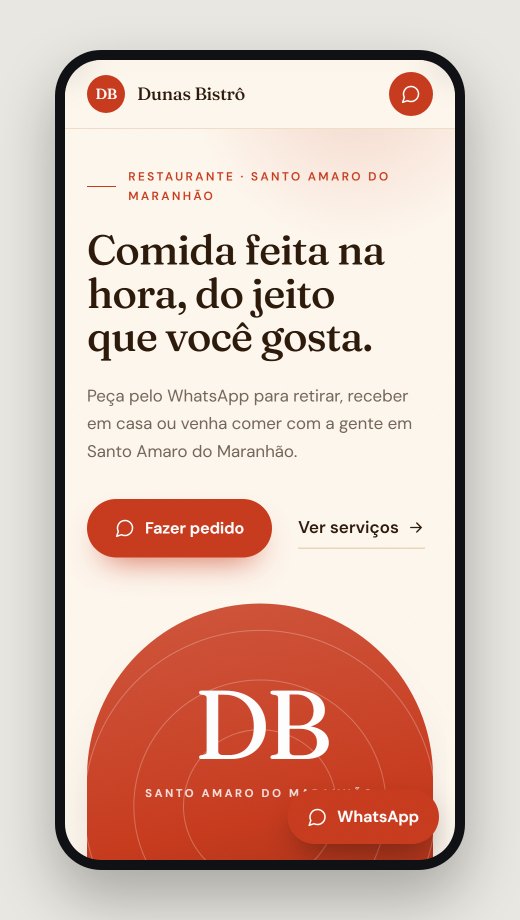 DB Dunas Bistrô
RESTAURANTE · SANTO AMARO DO
MARANHÃO
Comida feita na
hora, do jeito
que você gosta.
Peça pelo WhatsApp para retirar, receber
em casa ou venha comer com a gente em
Santo Amaro do Maranhão.
Fazer pedido
Ver serviços →
DB
SANTO AMARO DO
WhatsApp